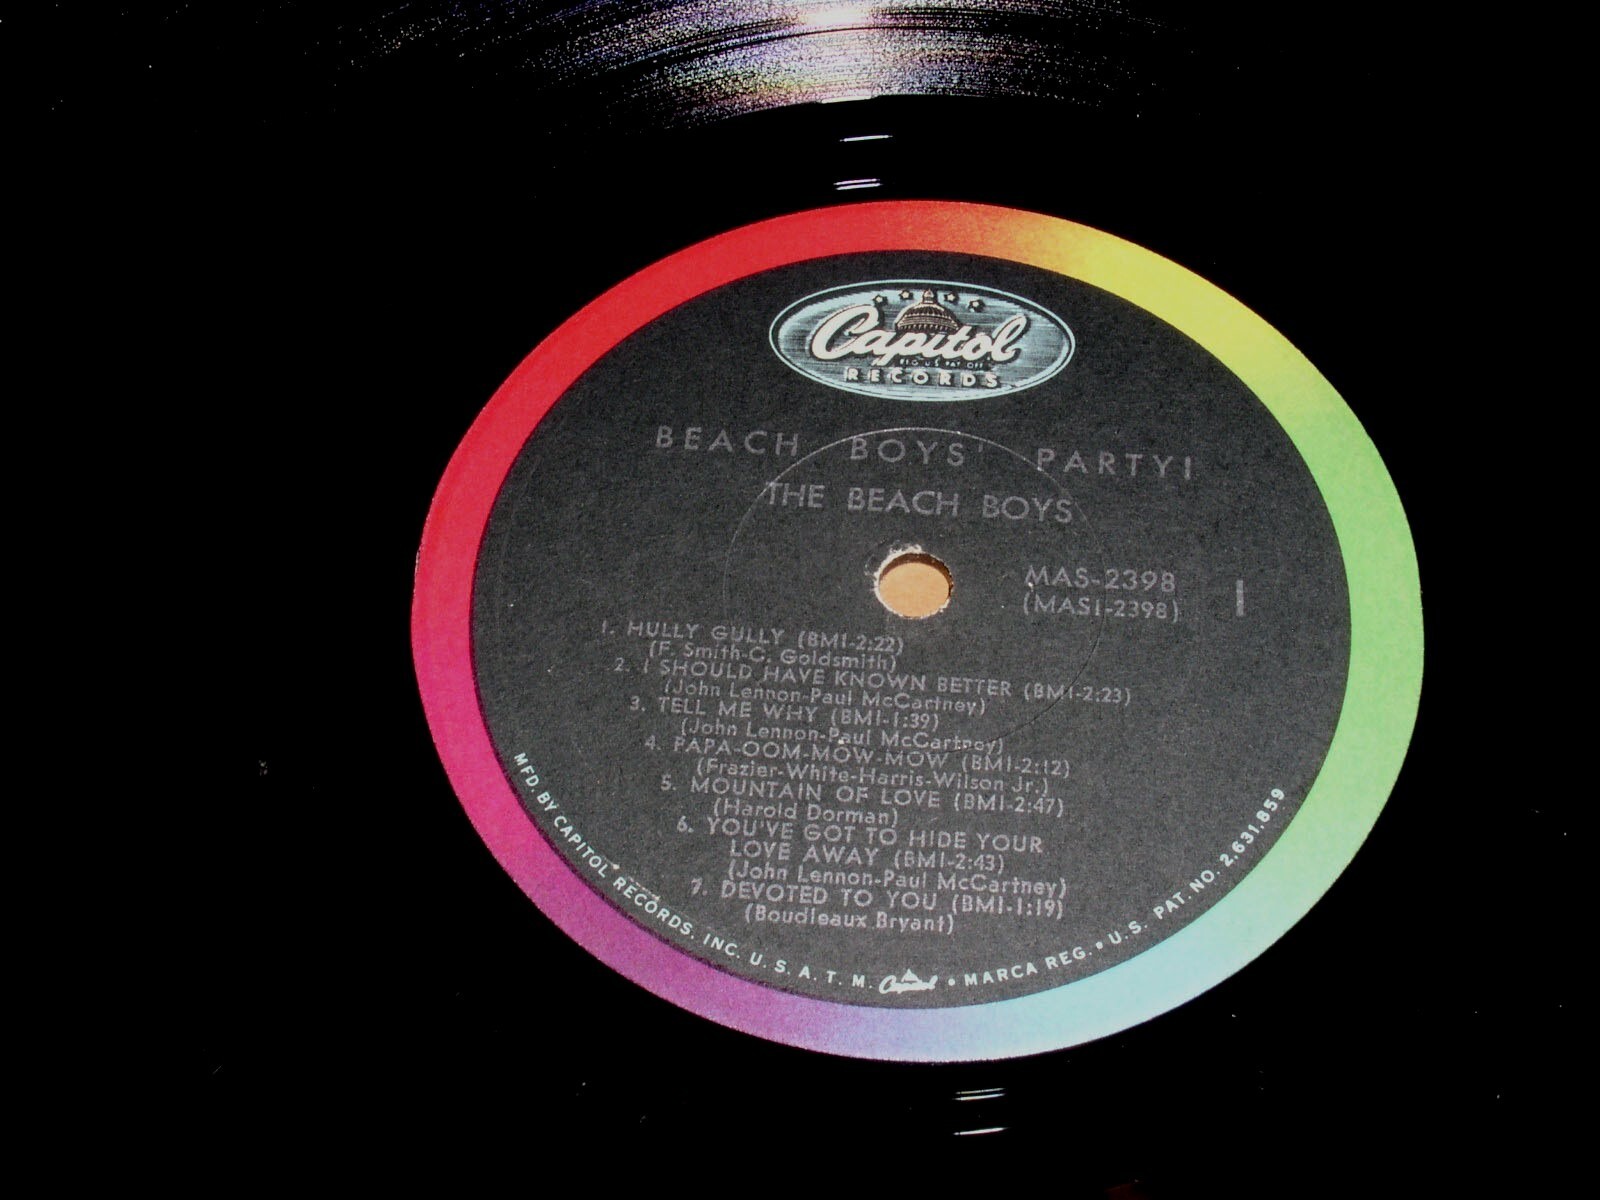 Capitol
REG. U.S. PAT. OFF.
RECORDS
BEACH BOYS' PARTY!
THE BEACH BOYS
MAS-2398
(MAS1-2398)
1
1. HULLY GULLY (BMI-2:22)
(F. Smith-C. Goldsmith)
2. I SHOULD HAVE KNOWN BETTER (BMI-2:23)
(John Lennon-Paul McCartney)
3. TELL ME WHY (BMI-1:39)
(John Lennon-Paul McCartney)
4. PAPA-OOM-MOW-MOW (BMI-2:12)
(Frazier-White-Harris-Wilson Jr.)
5. MOUNTAIN OF LOVE (BMI-2:47)
(Harold Dorman)
6. YOU'VE GOT TO HIDE YOUR
LOVE AWAY (BMI-2:43)
(John Lennon-Paul McCartney)
7. DEVOTED TO YOU (BMI-1:19)
(Boudleaux Bryant)
MFD. BY CAPITOL RECORDS, INC. U. S. A. T. M. Capitol • MARCA REG. • U.S. PAT. NO. 2,631,859